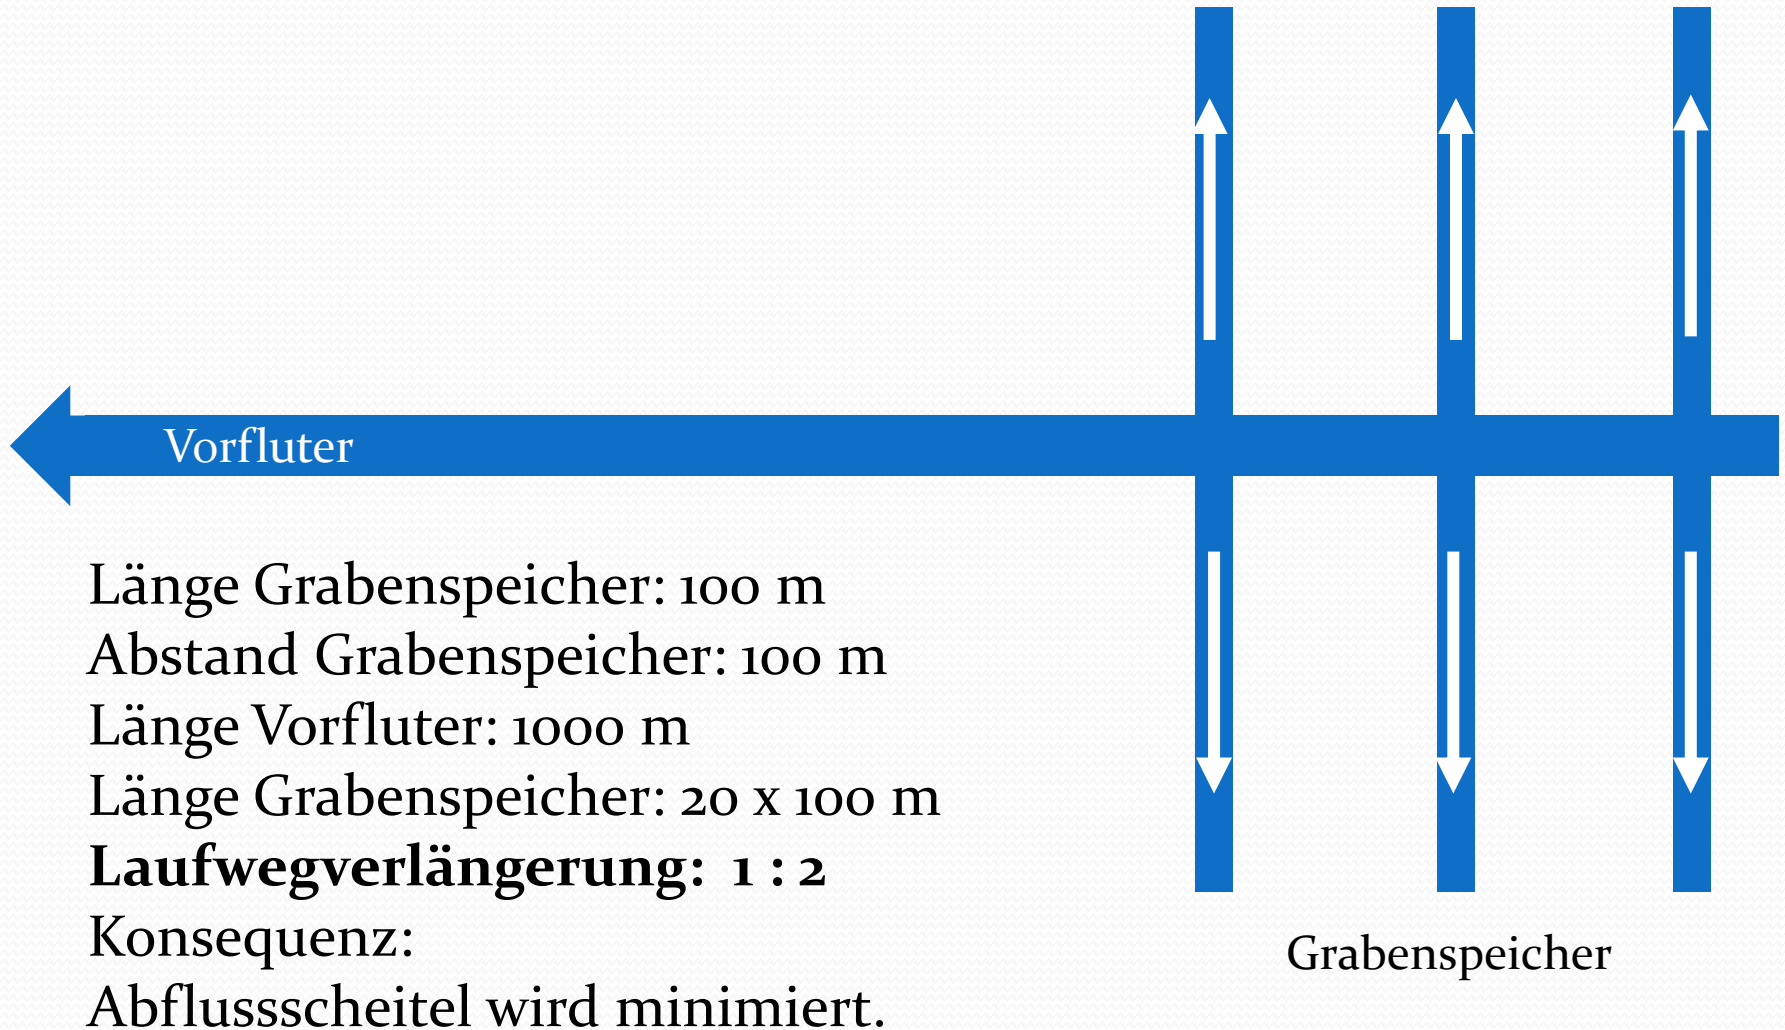 Vorfluter
Länge Grabenspeicher: 100 m
Abstand Grabenspeicher: 100 m
Länge Vorfluter: 1000 m
Länge Grabenspeicher: 20 x 100 m
Laufwegverlängerung: 1 : 2
Konsequenz:
Abflussscheitel wird minimiert.
Grabenspeicher